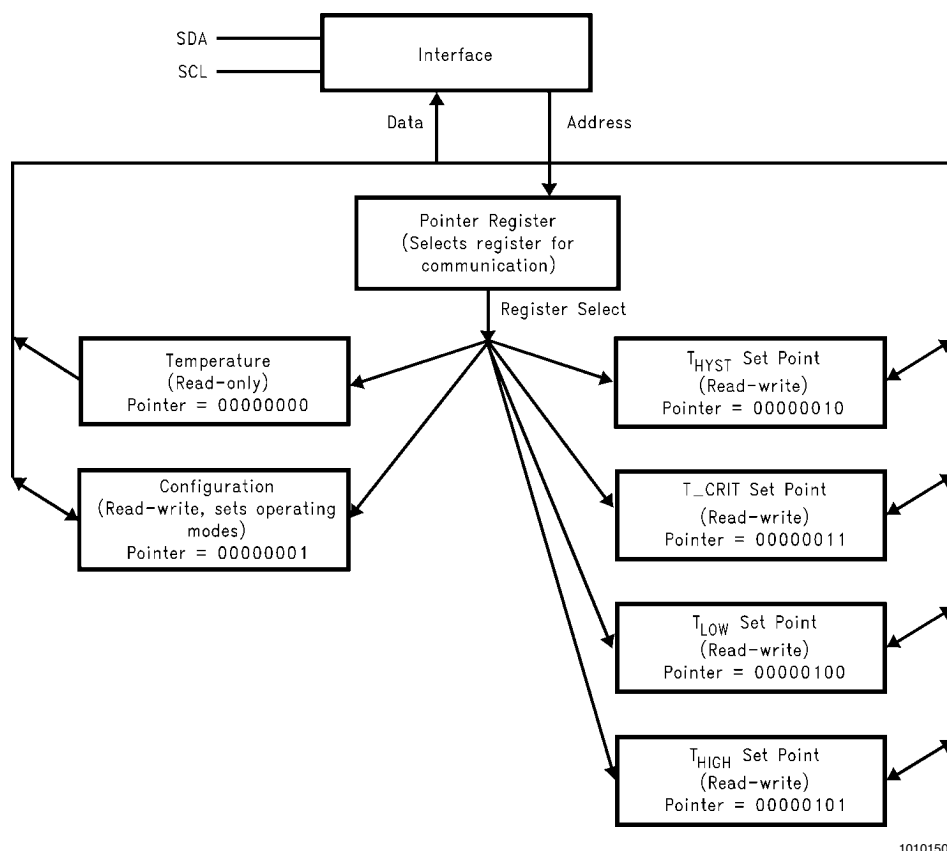 SDA
SCL
Interface
Data
Address
Pointer Register
(Selects register for
communication)
Register Select
Temperature
(Read-only)
Pointer = 00000000
Configuration
(Read-write, sets operating
modes)
Pointer = 00000001
THYST Set Point
(Read-write)
Pointer = 00000010
T_CRIT Set Point
(Read-write)
Pointer = 00000011
TLOW Set Point
(Read-write)
Pointer = 00000100
THIGH Set Point
(Read-write)
Pointer = 00000101
1010150